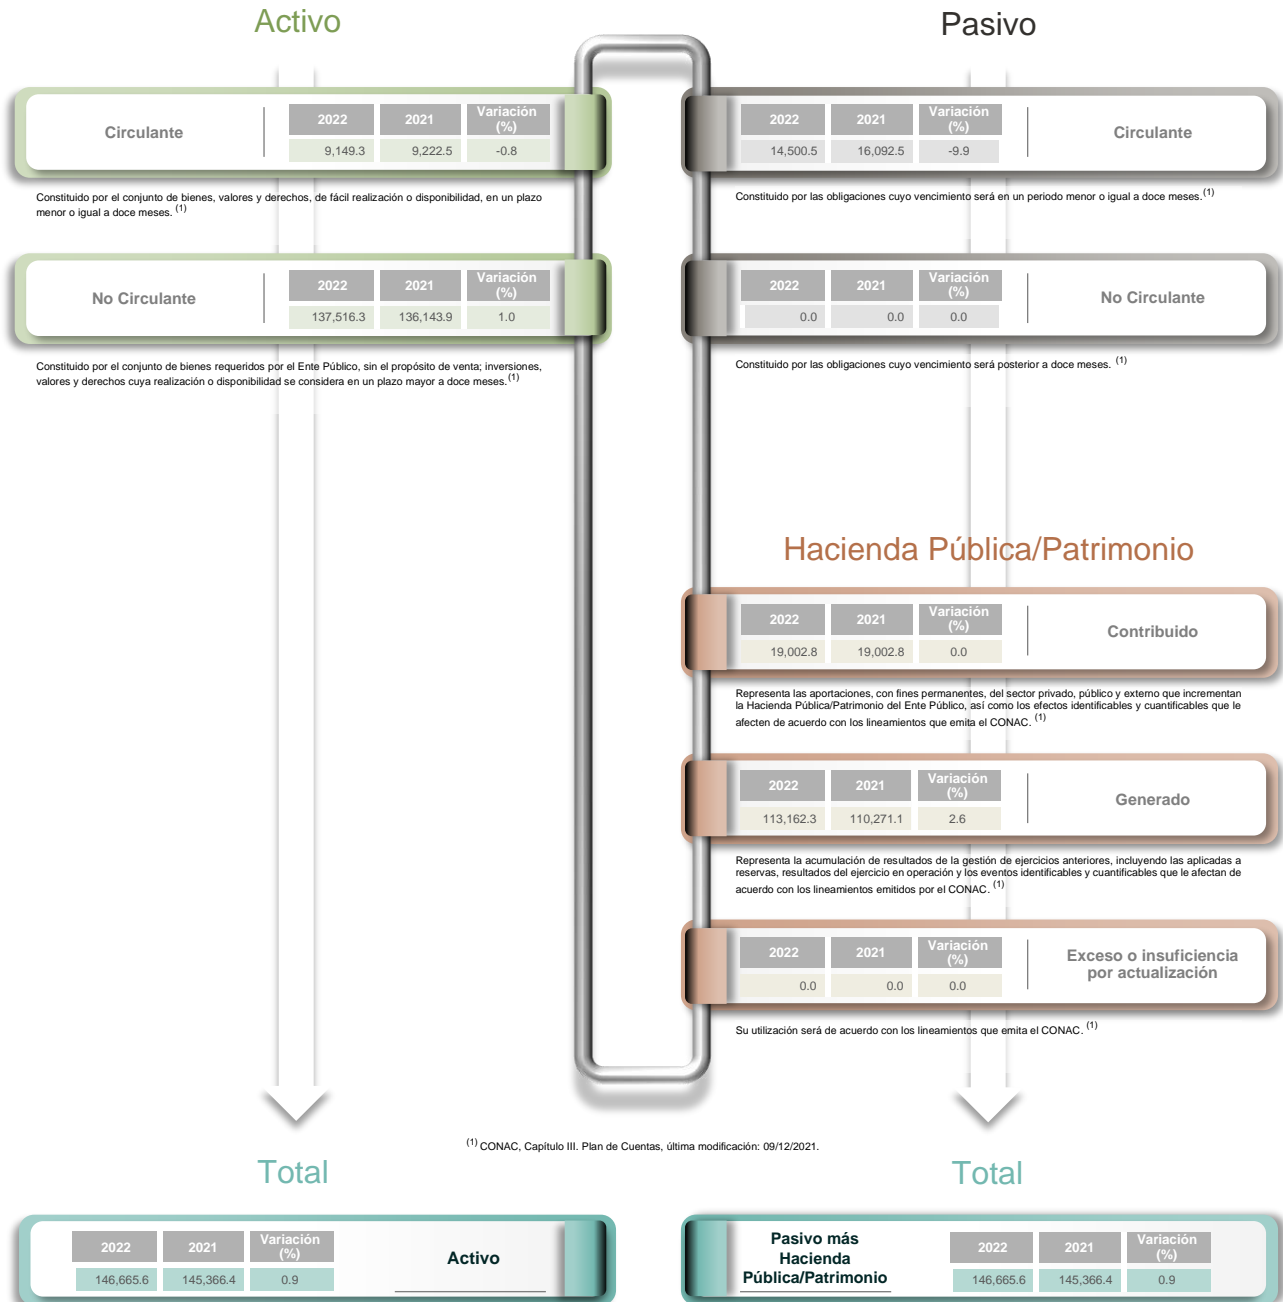 Activo
Circulante
2022 2021 Variación (%)
9,149.3 9,222.5 -0.8
Constituido por el conjunto de bienes, valores y derechos, de fácil realización o disponibilidad, en un plazo
menor o igual a doce meses. (1)
No Circulante
2022 2021 Variación (%)
137,516.3 136,143.9 1.0
Constituido por el conjunto de bienes requeridos por el Ente Público, sin el propósito de venta; inversiones,
valores y derechos cuya realización o disponibilidad se considera en un plazo mayor a doce meses.(1)
Pasivo
2022 2021 Variación (%)
14,500.5 16,092.5 -9.9
Circulante
Constituido por las obligaciones cuyo vencimiento será en un periodo menor o igual a doce meses.(1)
2022 2021 Variación (%)
0.0 0.0 0.0
No Circulante
Constituido por las obligaciones cuyo vencimiento será posterior a doce meses. (1)
Hacienda Pública/Patrimonio
2022 2021 Variación (%)
19,002.8 19,002.8 0.0
Contribuido
Representa las aportaciones, con fines permanentes, del sector privado, público y externo que incrementan
la Hacienda Pública/Patrimonio del Ente Público, así como los efectos identificables y cuantificables que le
afecten de acuerdo con los lineamientos que emita el CONAC. (1)
2022 2021 Variación (%)
113,162.3 110,271.1 2.6
Generado
Representa la acumulación de resultados de la gestión de ejercicios anteriores, incluyendo las aplicadas a
reservas, resultados del ejercicio en operación y los eventos identificables y cuantificables que le afectan de
acuerdo con los lineamientos emitidos por el CONAC. (1)
2022 2021 Variación (%)
0.0 0.0 0.0
Exceso o insuficiencia
por actualización
Su utilización será de acuerdo con los lineamientos que emita el CONAC. (1)
(1) CONAC, Capítulo III. Plan de Cuentas, última modificación: 09/12/2021.
Total
2022 2021 Variación (%)
146,665.6 145,366.4 0.9
Activo
Total
Pasivo más
Hacienda
Pública/Patrimonio
2022 2021 Variación (%)
146,665.6 145,366.4 0.9